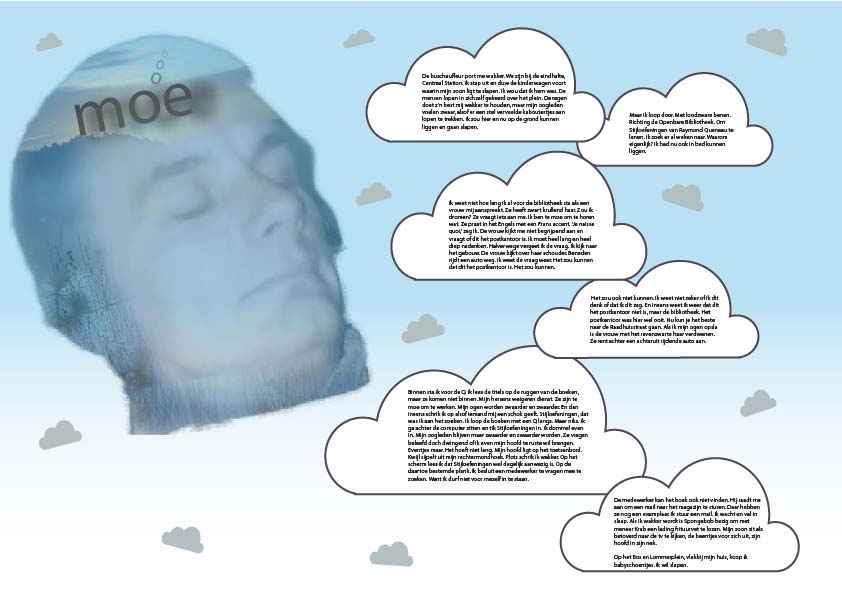 moe
De buschauffeur port me wakker. We zijn bij de eindhalte,
Centraal Station. Ik stap uit en duw de kinderwagen voort
waarin mijn zoon ligt te slapen. Ik wou dat ik hem was. De
mensen lopen in zichzelf gekeerd over het plein. De regen
doet z'n best mij wakker te houden, maar mijn oogleden
voelen zwaar, alsof er een stel vervelde kaboutertjes aan
lopen te trekken. Ik zou hier en nu op de grond kunnen
liggen en gaan slapen.
Maar ik loop door. Met loodzware benen.
Richting de Openbare Bibliotheek. Om
Stijloefeningen van Raymond Queneau te
lenen. Ik zoek er al weken naar. Waarom
eigenlijk? Ik had nu ook in bed kunnen
liggen.
Ik weet niet hoe lang ik al voor de bibliotheek sta als een
vrouw mij aanspreekt. Ze heeft zwart krullend haar. Zou ik
dromen? Ze vraagt iets aan me. Ik ben te moe om te horen
wat. Ze praat in het Engels met een Frans accent. 'Je ne sais
quoi,' zeg ik. De vrouw kijkt me niet begrijpend aan en
vraagt of dit het postkantoor is. Ik moet heel lang en heel
diep nadenken. Halverwege vergeet ik de vraag. Ik kijk naar
het gebouw. De vrouw kijkt over haar schouder. Beneden
rijdt een auto weg. Ik weet de vraag weer. Het zou kunnen
dat dit het postkantoor is. Het zou kunnen.
Het zou ook niet kunnen. Ik weet niet zeker of ik dit
denk of dat ik dit zeg. En ineens weet ik weer dat dit
het postkantoor niet is, maar de bibliotheek. Het
postkantoor was hier wel ooit. Nu kun je het beste
naar de Raadhuisstraat gaan. Als ik mijn ogen opsla
is de vrouw met het ravenzwarte haar verdwenen.
Ze rent achter een achteruit rijdende auto aan.
Binnen sta ik voor de Q. Ik lees de titels op de ruggen van de boeken,
maar ze komen niet binnen. Mijn hersens weigeren dienst. Ze zijn te
moe om te werken. Mijn ogen worden zwaarder en zwaarder. En dan
ineens schrik ik op alsof iemand mij een schok geeft. Stijloefeningen, dat
was ik aan het zoeken. Ik loop de boeken met een Q langs. Maar niks. Ik
ga achter de computer zitten en tik Stijloefeningen in. Ik dommel even
in. Mijn oogleden blijven maar zwaarder en zwaarder worden. Ze vragen
beleefd doch dwingend of ik even mijn hoofd te ruste wil brengen.
Eventjes maar. Het hoeft niet lang. Mijn hoofd ligt op het toetsenbord.
Kwijl sijpelt uit mijn rechtermondhoek. Plots schrik ik wakker. Op het
scherm lees ik dat Stijloefeningen wel degelijk aanwezig is. Op de
daartoe bestemde plank. Ik besluit een medewerker te vragen mee te
zoeken. Want ik durf niet voor mezelf in te staan.
De medewerker kan het boek ook niet vinden. Hij raadt me
aan om een mail naar het magazijn te sturen. Daar hebben
ze nog een exemplaar. Ik stuur een mail. Ik wacht en val in
slaap. Als ik wakker wordt is Spongebob bezig om met
meneer Krab een lading frituurvet te lozen. Mijn zoon zit als
betoverd naar de tv te kijken, de beentjes voor zich uit, zijn
hoofd in zijn nek.
Op het Bos en Lommerplein, vlakbij mijn huis, koop ik
babyschoentjes. Ik wil slapen.